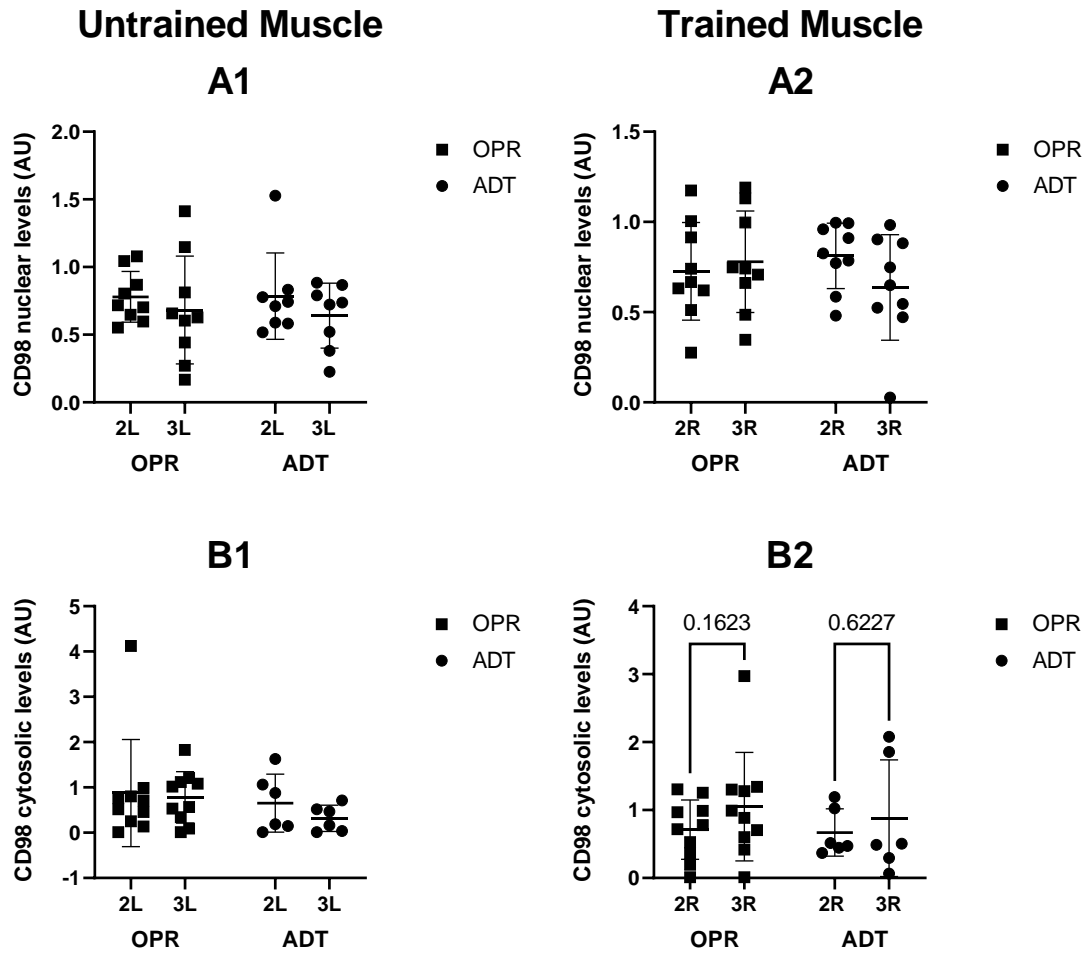 Untrained Muscle
Trained Muscle
A1
A2
CD98 nuclear levels (AU)
2.0
1.5
1.0
0.5
0.0
2L 3L 2L 3L
OPR ADT
OPR
ADT
CD98 nuclear levels (AU)
1.5
1.0
0.5
0.0
2R 3R 2R 3R
OPR ADT
OPR
ADT
B1
B2
CD98 cytosolic levels (AU)
5
4
3
2
1
0
-1
2L 3L 2L 3L
OPR ADT
OPR
ADT
CD98 cytosolic levels (AU)
4
3
2
1
0
0.1623 0.6227
2R 3R 2R 3R
OPR ADT
OPR
ADT